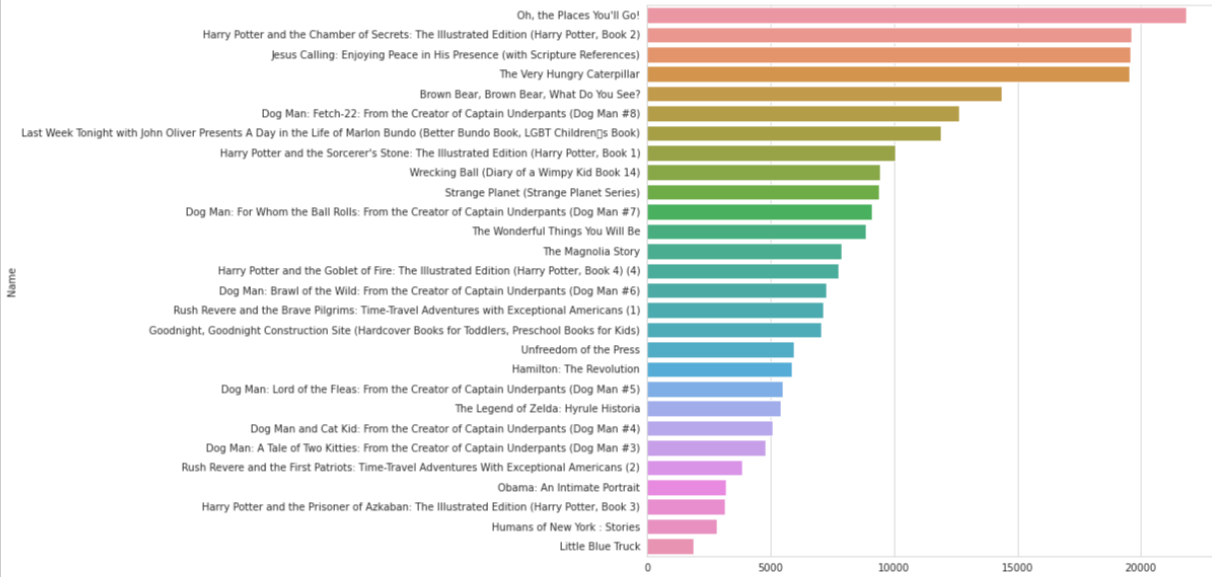 Oh, the Places You'll Go!
Harry Potter and the Chamber of Secrets: The Illustrated Edition (Harry Potter, Book 2)
Jesus Calling: Enjoying Peace in His Presence (with Scripture References)
The Very Hungry Caterpillar
Brown Bear, Brown Bear, What Do You See?
Dog Man: Fetch-22: From the Creator of Captain Underpants (Dog Man #8)
Last Week Tonight with John Oliver Presents A Day in the Life of Marlon Bundo (Better Bundo Book, LGBT Children▯s Book)
Harry Potter and the Sorcerer's Stone: The Illustrated Edition (Harry Potter, Book 1)
Wrecking Ball (Diary of a Wimpy Kid Book 14)
Strange Planet (Strange Planet Series)
Dog Man: For Whom the Ball Rolls: From the Creator of Captain Underpants (Dog Man #7)
The Wonderful Things You Will Be
The Magnolia Story
Harry Potter and the Goblet of Fire: The Illustrated Edition (Harry Potter, Book 4) (4)
Dog Man: Brawl of the Wild: From the Creator of Captain Underpants (Dog Man #6)
Rush Revere and the Brave Pilgrims: Time-Travel Adventures with Exceptional Americans (1)
Goodnight, Goodnight Construction Site (Hardcover Books for Toddlers, Preschool Books for Kids)
Unfreedom of the Press
Hamilton: The Revolution
Dog Man: Lord of the Fleas: From the Creator of Captain Underpants (Dog Man #5)
The Legend of Zelda: Hyrule Historia
Dog Man and Cat Kid: From the Creator of Captain Underpants (Dog Man #4)
Dog Man: A Tale of Two Kitties: From the Creator of Captain Underpants (Dog Man #3)
Rush Revere and the First Patriots: Time-Travel Adventures With Exceptional Americans (2)
Obama: An Intimate Portrait
Harry Potter and the Prisoner of Azkaban: The Illustrated Edition (Harry Potter, Book 3)
Humans of New York : Stories
Little Blue Truck
Name
0 5000 10000 15000 20000